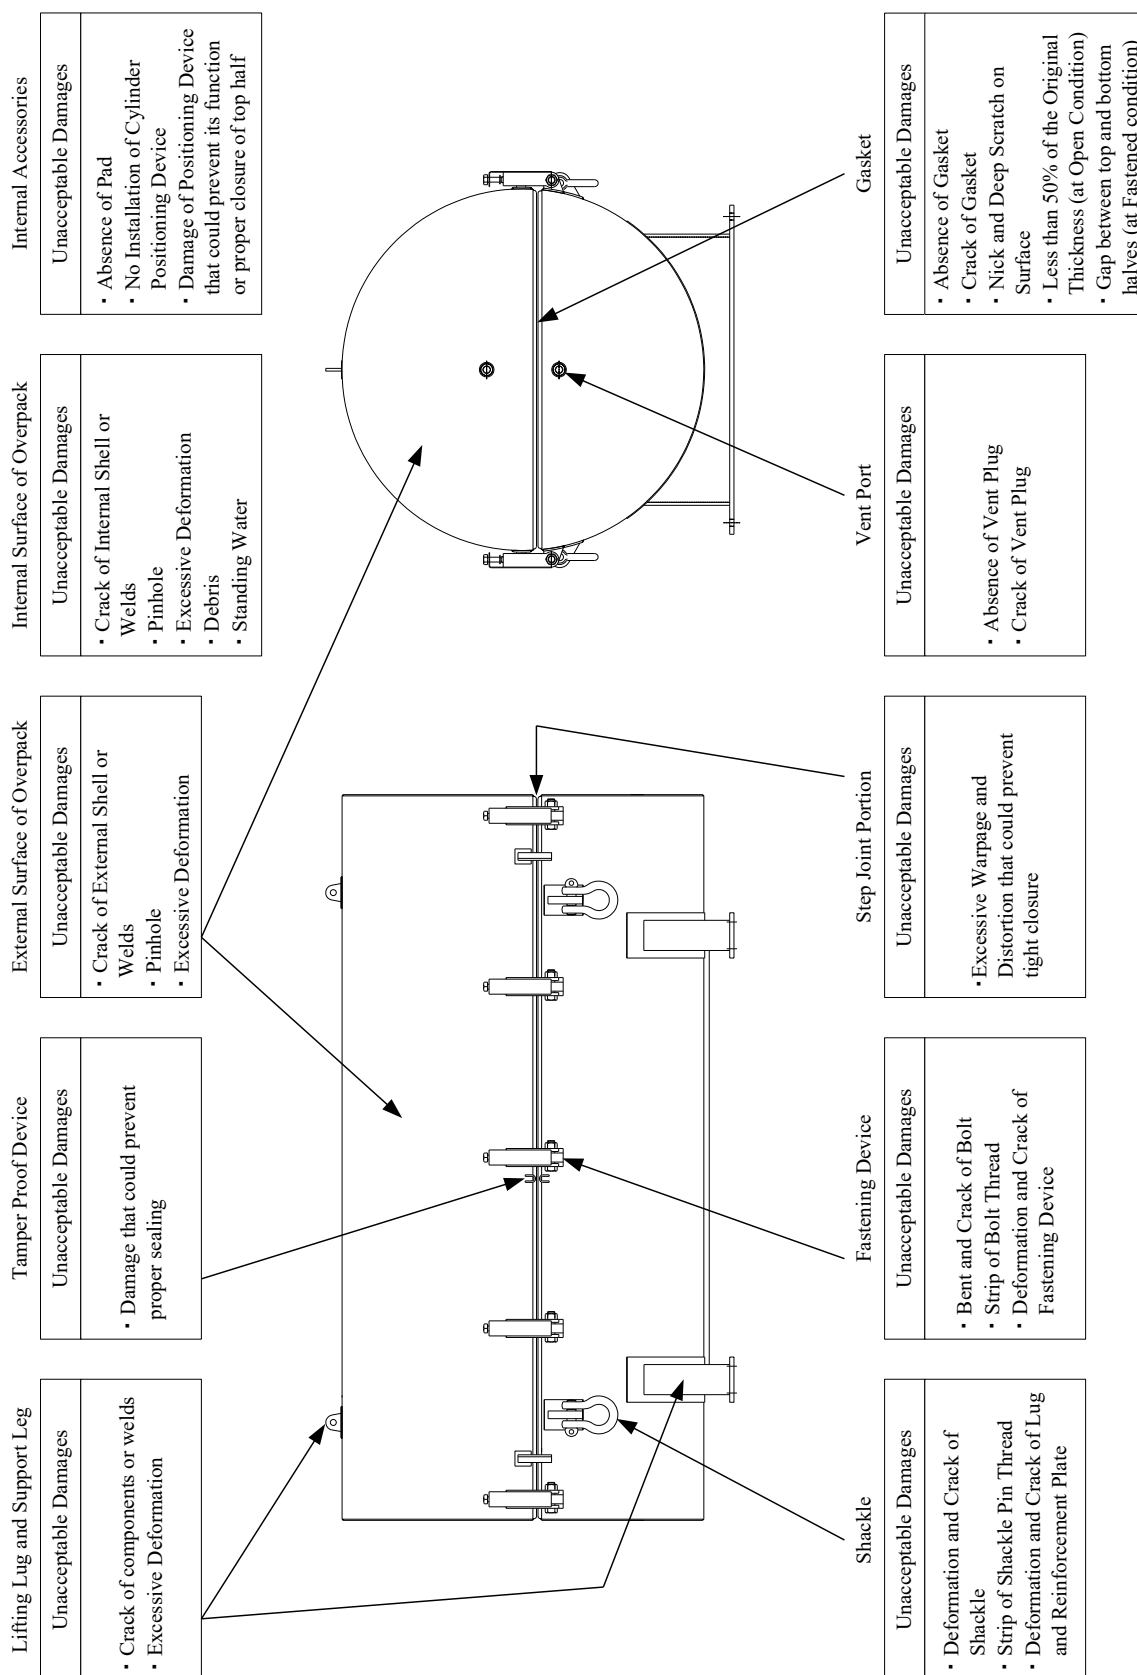 Lifting Lug and Support Leg
Unacceptable Damages
▪ Crack of components or welds
▪ Excessive Deformation
Tamper Proof Device
Unacceptable Damages
▪ Damage that could prevent
proper sealing
External Surface of Overpack
Unacceptable Damages
▪ Crack of External Shell or
Welds
▪ Pinhole
▪ Excessive Deformation
Internal Surface of Overpack
Unacceptable Damages
▪ Crack of Internal Shell or
Welds
▪ Pinhole
▪ Excessive Deformation
▪ Debris
▪ Standing Water
Internal Accessories
Unacceptable Damages
▪ Absence of Pad
▪ No Installation of Cylinder
Positioning Device
▪ Damage of Positioning Device
that could prevent its function
or proper closure of top half
Shackle
Unacceptable Damages
▪ Deformation and Crack of
Shackle
▪ Strip of Shackle Pin Thread
▪ Deformation and Crack of Lug
and Reinforcement Plate
Fastening Device
Unacceptable Damages
▪ Bent and Crack of Bolt
▪ Strip of Bolt Thread
▪ Deformation and Crack of
Fastening Device
Step Joint Portion
Unacceptable Damages
▪Excessive Warpage and
Distortion that could prevent
tight closure
Vent Port
Unacceptable Damages
▪ Absence of Vent Plug
▪ Crack of Vent Plug
Gasket
Unacceptable Damages
▪ Absence of Gasket
▪ Crack of Gasket
▪ Nick and Deep Scratch on
Surface
▪ Less than 50% of the Original
Thickness (at Open Condition)
▪ Gap between top and bottom
halves (at Fastened condition)